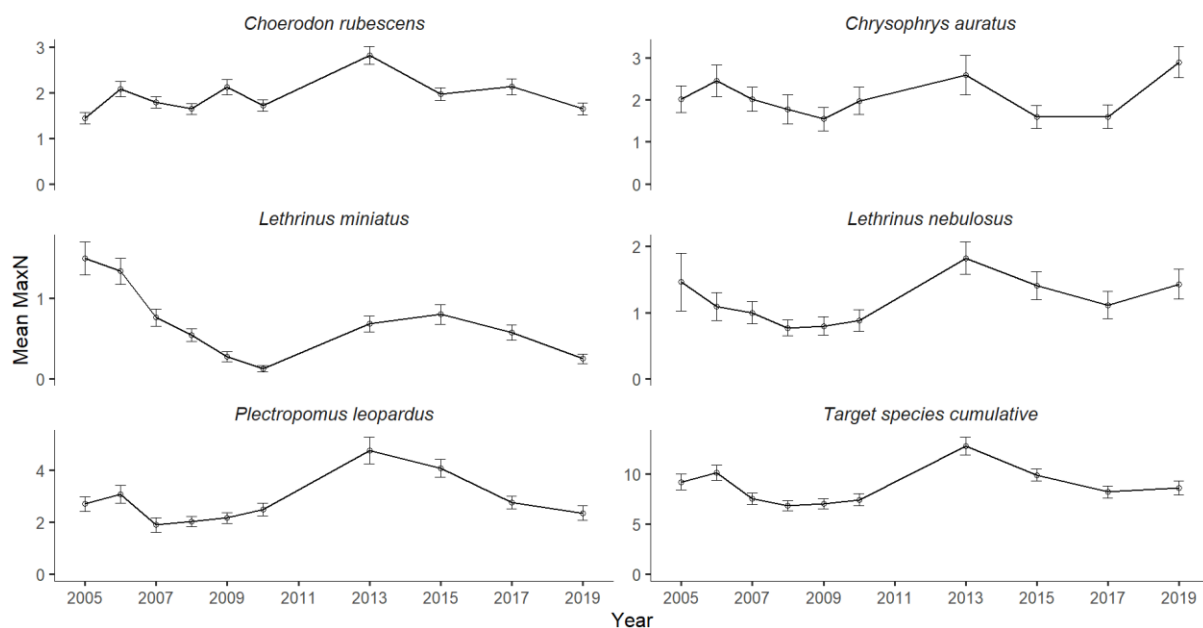 Choerodon rubescens
Chrysophrys auratus
3
2
1
0
3
2
1
0
Lethrinus miniatus
Lethrinus nebulosus
Mean MaxN
1
0
2
1
0
Plectropomus leopardus
Target species cumulative
4
2
0
10
5
0
2005 2007 2009 2011 2013 2015 2017 2019
2005 2007 2009 2011 2013 2015 2017 2019
Year